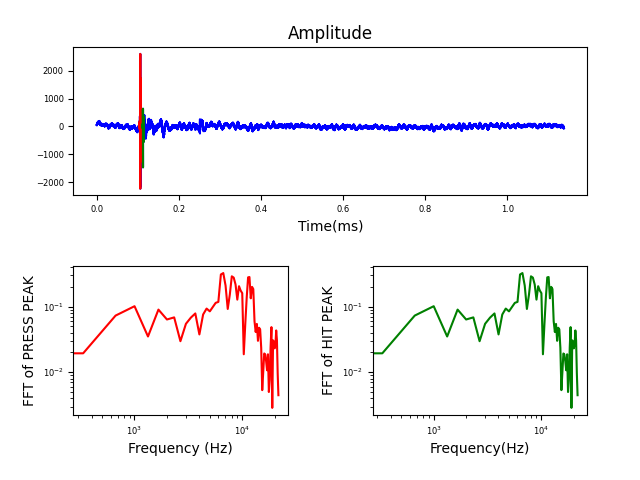 Amplitude
2000
1000
0
−1000
−2000
0.0 0.2 0.4 0.6 0.8 1.0
Time(ms)
FFT of PRESS PEAK
10⁻¹
10⁻²
10³ 10⁴
Frequency (Hz)
FFT of HIT PEAK
10⁻¹
10⁻²
10³ 10⁴
Frequency(Hz)